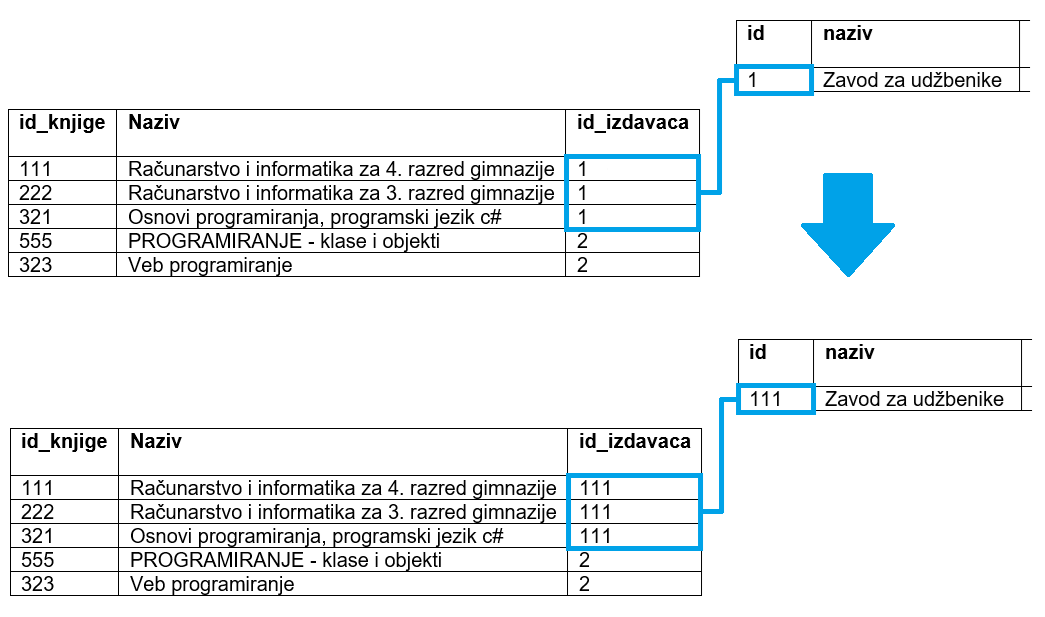 id naziv
1 Zavod za udžbenike
id_knjige Naziv id_izdavaca
111 Računarstvo i informatika za 4. razred gimnazije 1
222 Računarstvo i informatika za 3. razred gimnazije 1
321 Osnovi programiranja, programski jezik c# 1
555 PROGRAMIRANJE - klase i objekti 2
323 Veb programiranje 2
id naziv
111 Zavod za udžbenike
id_knjige Naziv id_izdavaca
111 Računarstvo i informatika za 4. razred gimnazije 111
222 Računarstvo i informatika za 3. razred gimnazije 111
321 Osnovi programiranja, programski jezik c# 111
555 PROGRAMIRANJE - klase i objekti 2
323 Veb programiranje 2